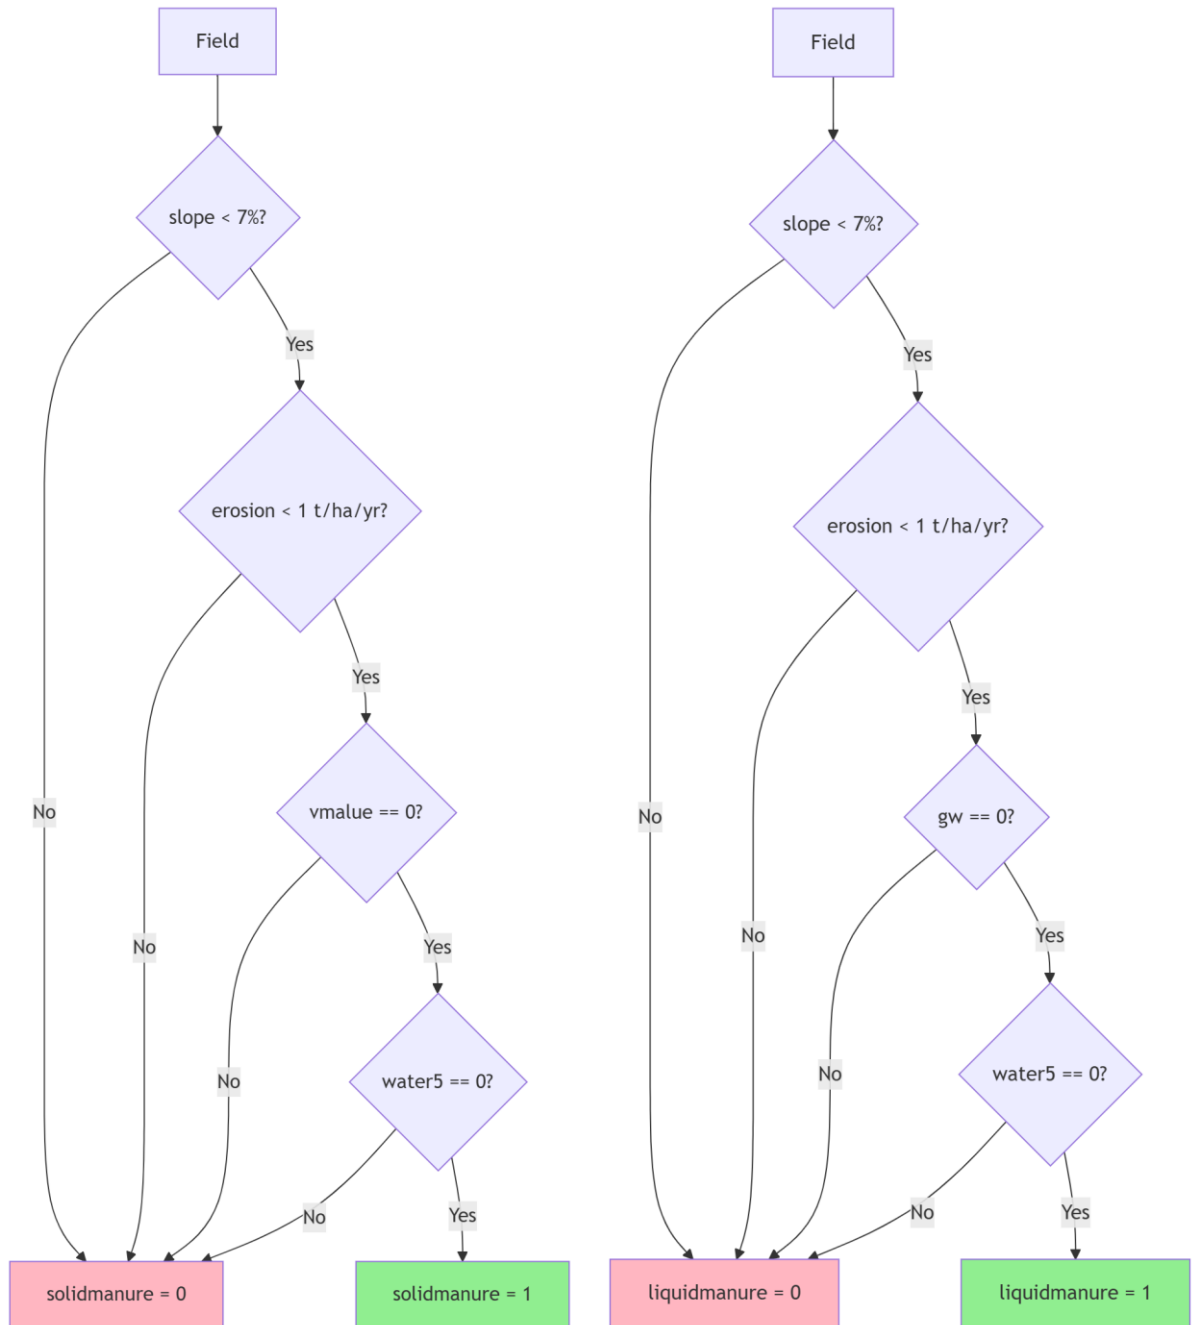 Field
slope < 7%?
Yes
erosion < 1 t/ha/yr?
Yes
vmalue == 0?
No
No
Yes
No
water5 == 0?
No
Yes
solidmanure = 0
solidmanure = 1
Field
slope < 7%?
Yes
erosion < 1 t/ha/yr?
Yes
gw == 0?
No
No
Yes
No
water5 == 0?
No
Yes
liquidmanure = 0
liquidmanure = 1